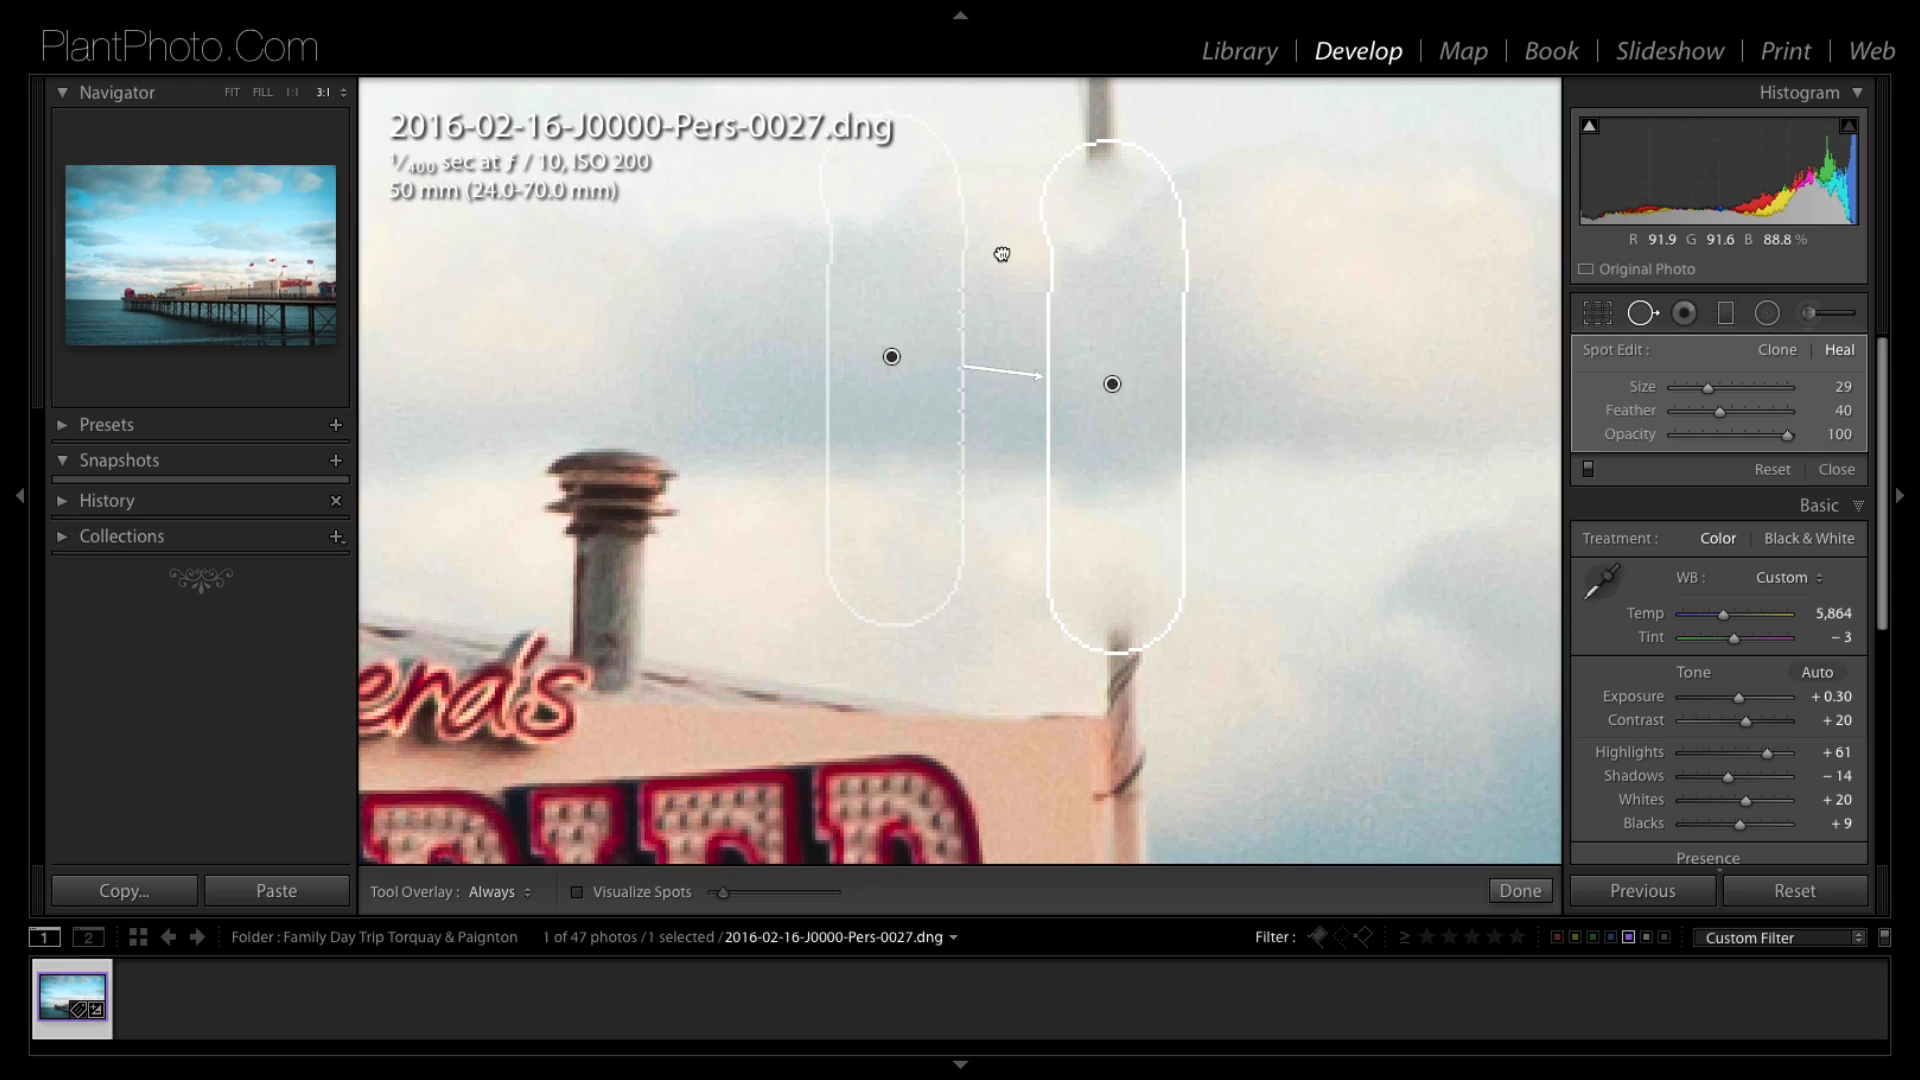 PlantPhoto.Com
Library | Develop | Map | Book | Slideshow | Print | Web
Navigator FIT FILL 1:1 3:1
Histogram
2016-02-16-J0000-Pers-0027.dng
1/400 sec at ƒ / 10, ISO 200
50 mm (24.0-70.0 mm)
R 91.9 G 91.6 B 88.8 %
Original Photo
Spot Edit : Clone | Heal
Size 29
Feather 40
Opacity 100
Reset | Close
Presets +
Snapshots +
History ×
Collections +
Basic
Treatment : Color | Black & White
WB : Custom
Temp 5,864
Tint – 3
Tone Auto
Exposure + 0.30
Contrast + 20
Highlights + 61
Shadows – 14
Whites + 20
Blacks + 9
Presence
end's
Copy... Paste
Tool Overlay : Always Visualize Spots Done
Previous Reset
1 2 Folder : Family Day Trip Torquay & Paignton 1 of 47 photos /1 selected /2016-02-16-J0000-Pers-0027.dng Filter : ≥ Custom Filter